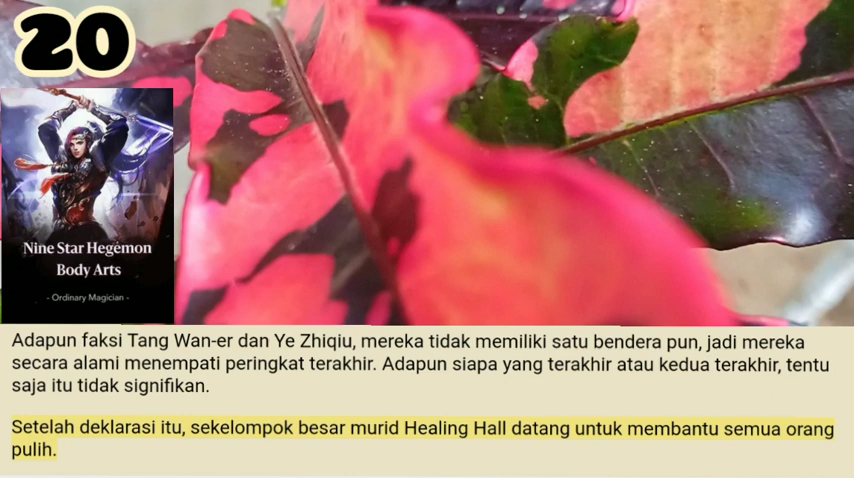 20
Nine Star Hegemon
Body Arts
- Ordinary Magician -
Adapun faksi Tang Wan-er dan Ye Zhiqiu, mereka tidak memiliki satu bendera pun, jadi mereka
secara alami menempati peringkat terakhir. Adapun siapa yang terakhir atau kedua terakhir, tentu
saja itu tidak signifikan.
Setelah deklarasi itu, sekelompok besar murid Healing Hall datang untuk membantu semua orang
pulih.